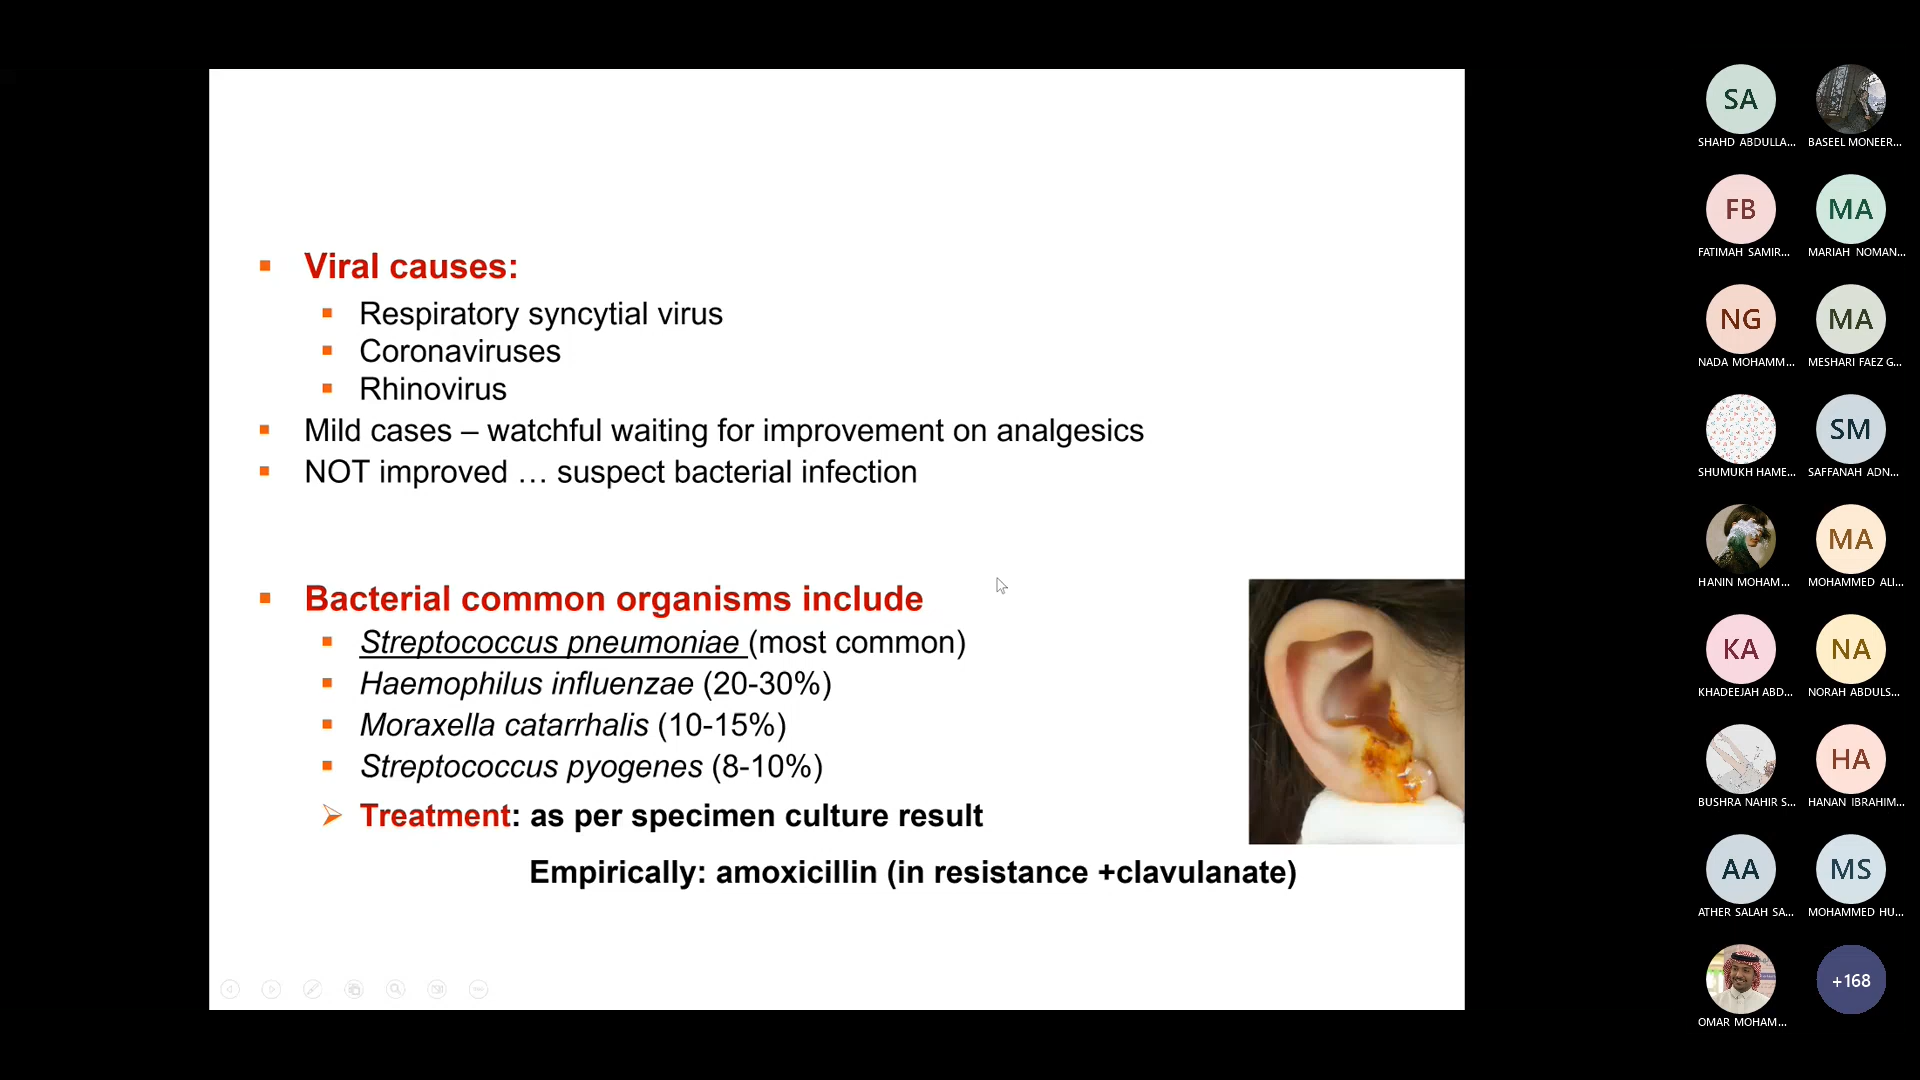 Viral causes:
Respiratory syncytial virus
Coronaviruses
Rhinovirus
Mild cases – watchful waiting for improvement on analgesics
NOT improved … suspect bacterial infection
Bacterial common organisms include
Streptococcus pneumoniae (most common)
Haemophilus influenzae (20-30%)
Moraxella catarrhalis (10-15%)
Streptococcus pyogenes (8-10%)
Treatment: as per specimen culture result
Empirically: amoxicillin (in resistance +clavulanate)
SA
SHAHD ABDULLA... BASEEL MONEER...
FB MA
FATIMAH SAMIR... MARIAH NOMAN...
NG MA
NADA MOHAMM... MESHARI FAEZ G...
SM
SHUMUKH HAME... SAFFANAH ADN...
MA
HANIN MOHAM... MOHAMMED ALI...
KA NA
KHADEEJAH ABD... NORAH ABDULS...
HA
BUSHRA NAHIR S... HANAN IBRAHIM...
AA MS
ATHER SALAH SA... MOHAMMED HU...
+168
OMAR MOHAM...